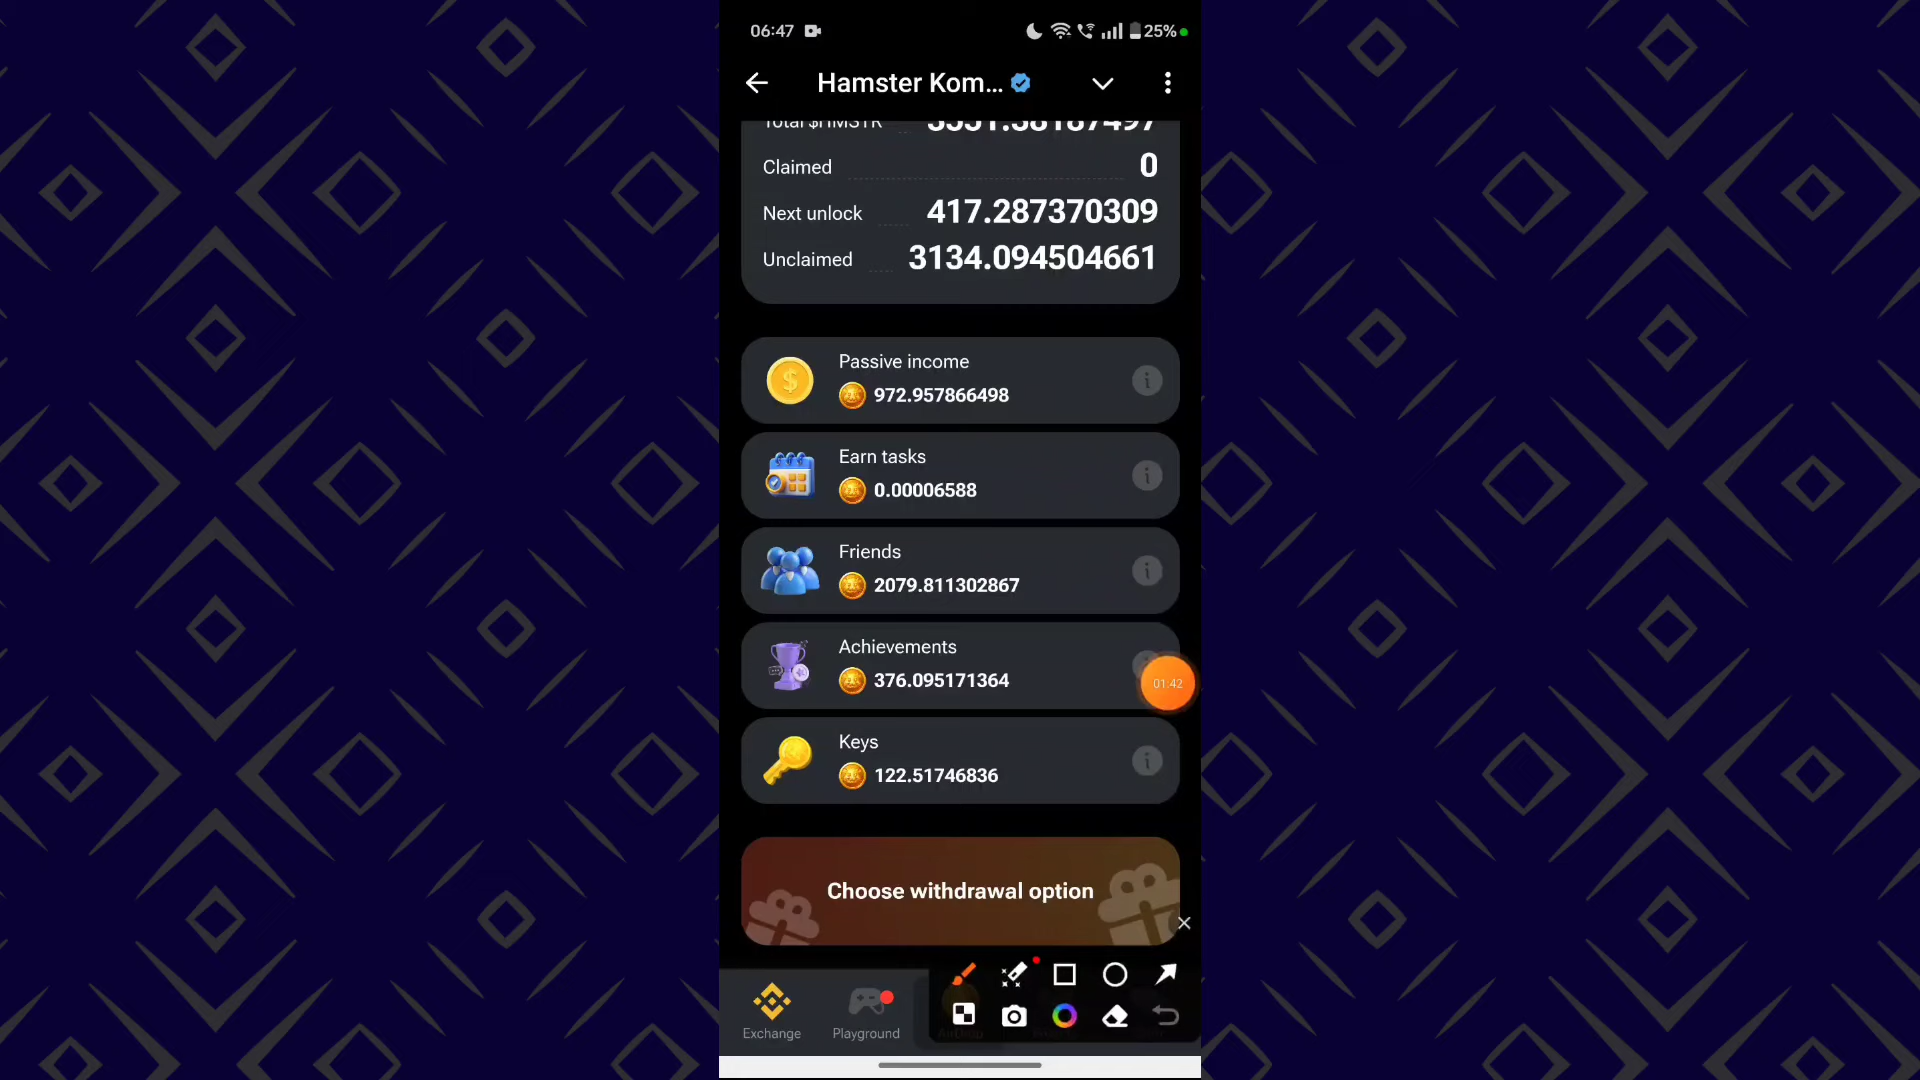 06:47
25%
Hamster Kom...
Total $HMSTR 3551.38187497
Claimed 0
Next unlock 417.287370309
Unclaimed 3134.094504661
Passive income
972.957866498
Earn tasks
0.00006588
Friends
2079.811302867
Achievements
376.095171364
01:42
Keys
122.51746836
Choose withdrawal option
Exchange
Playground